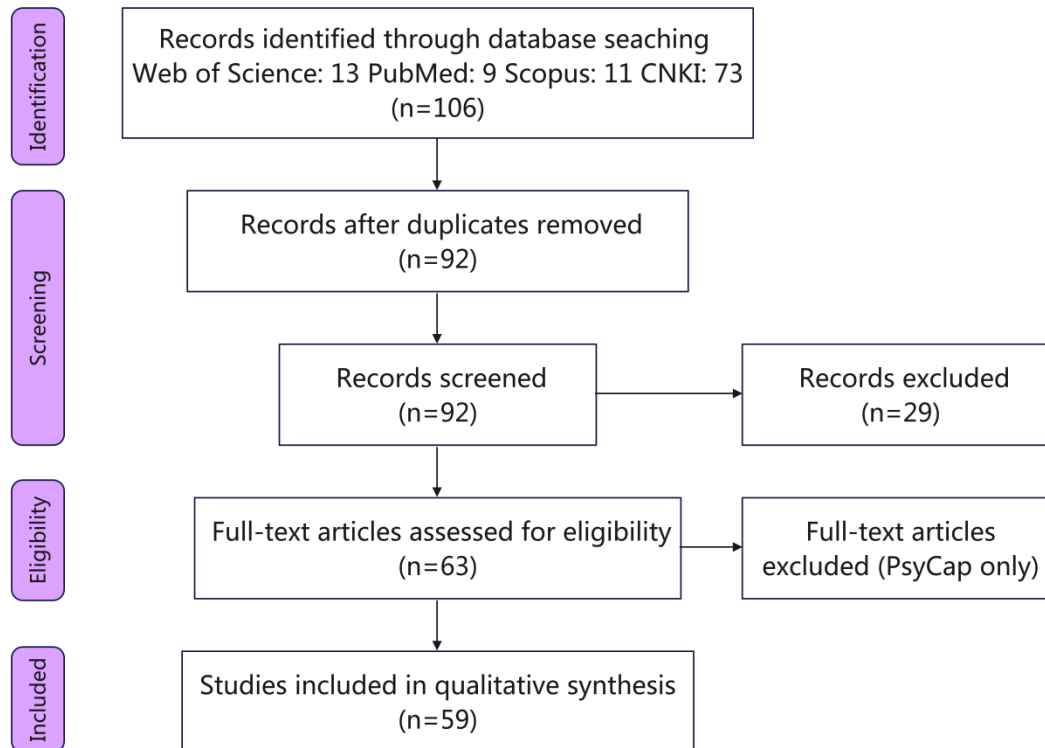 Identification
Records identified through database seaching
Web of Science: 13 PubMed: 9 Scopus: 11 CNKI: 73
(n=106)
Screening
Records after duplicates removed
(n=92)
Records screened
(n=92)
Records excluded
(n=29)
Eligibility
Full-text articles assessed for eligibility
(n=63)
Full-text articles
excluded (PsyCap only)
Included
Studies included in qualitative synthesis
(n=59)